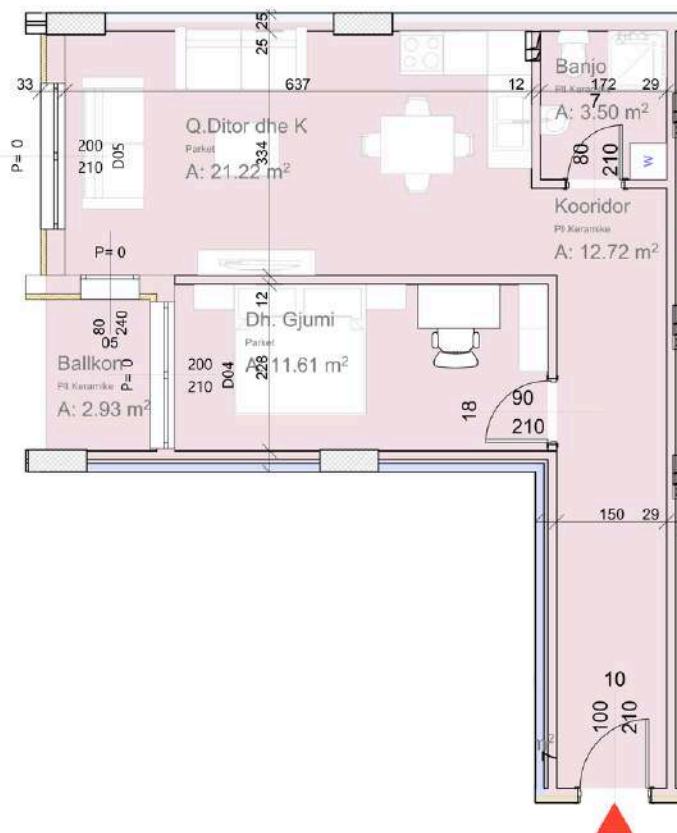 25
25
33
637
12
172
29
Banjo
Pll.Keramike
7
A: 3.50 m²
80
210
W
Q.Ditor dhe K
Parket
A: 21.22 m²
334
200
210
D05
P= 0
P= 0
Kooridor
Pll.Keramike
A: 12.72 m²
12
Dh. Gjumi
Parket
A: 11.61 m²
228
200
210
D04
80
240
05
P= 0
Ballkon
Pll.Keramike
A: 2.93 m²
18
90
210
150
29
10
100
210